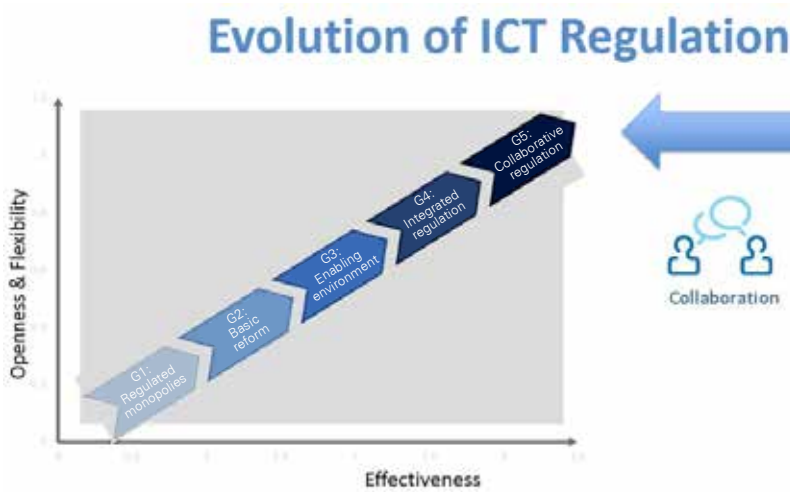 Evolution of ICT Regulation
Openness & Flexibility
G5:
Collaborative
regulation
G4:
Integrated
regulation
G3:
Enabling
environment
G2:
Basic
reform
G1:
Regulated
monopolies
Collaboration
Effectiveness